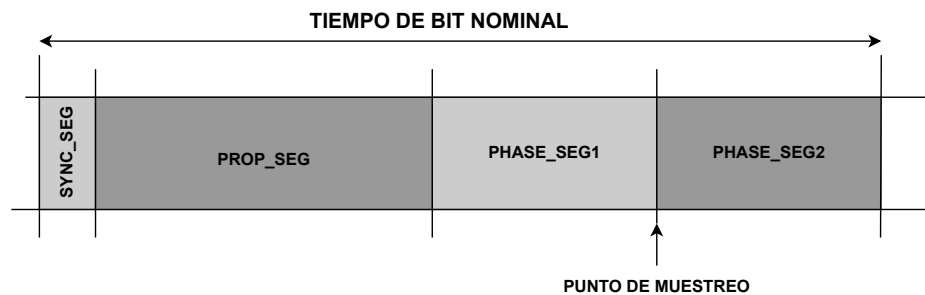 TIEMPO DE BIT NOMINAL
SYNC_SEG
PROP_SEG
PHASE_SEG1
PHASE_SEG2
PUNTO DE MUESTREO